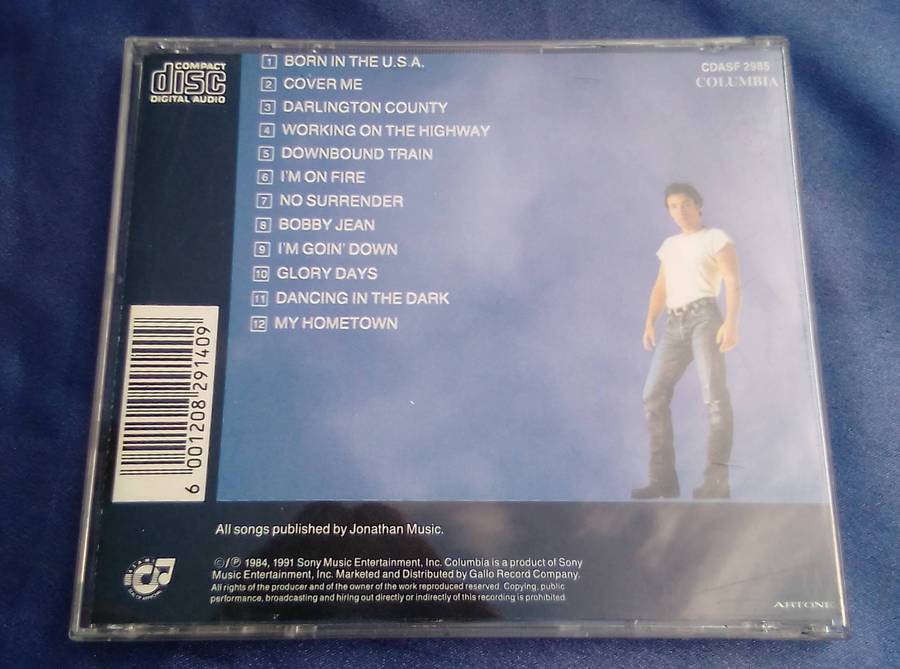 COMPACT
disc
DIGITAL AUDIO
1 BORN IN THE U.S.A.
2 COVER ME
3 DARLINGTON COUNTY
4 WORKING ON THE HIGHWAY
5 DOWNBOUND TRAIN
6 I'M ON FIRE
7 NO SURRENDER
8 BOBBY JEAN
9 I'M GOIN' DOWN
10 GLORY DAYS
11 DANCING IN THE DARK
12 MY HOMETOWN
CDASF 2985
COLUMBIA
6 001208 291409
All songs published by Jonathan Music.
©/℗ 1984, 1991 Sony Music Entertainment, Inc. Columbia is a product of Sony
Music Entertainment, Inc. Marketed and Distributed by Gallo Record Company.
All rights of the producer and of the owner of the work reproduced reserved. Copying, public
performance, broadcasting and hiring out directly or indirectly of this recording is prohibited.
ARTONE